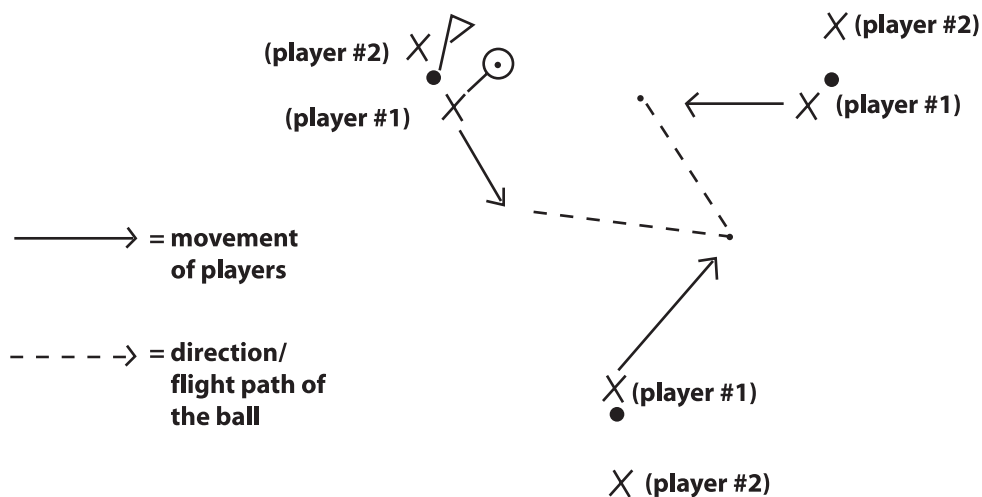 (player #2)
(player #1)
X (player #2)
X (player #1)
= movement
of players
= direction/
flight path of
the ball
X (player #1)
X (player #2)